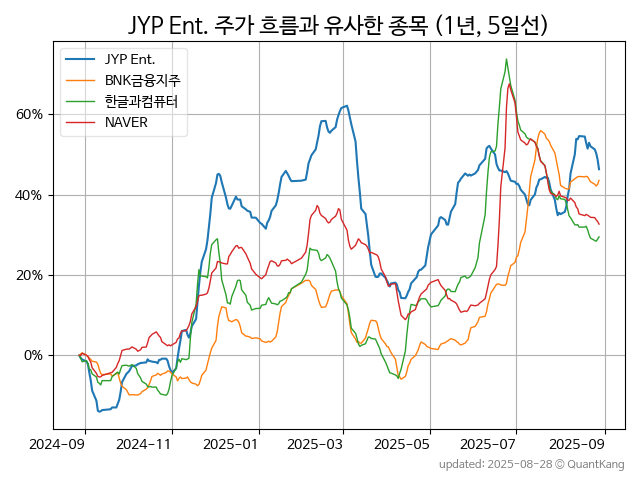 JYP Ent. 주가 흐름과 유사한 종목 (1년, 5일선)
JYP Ent.
BNK금융지주
한글과컴퓨터
NAVER
60%
40%
20%
0%
2024-09 2024-11 2025-01 2025-03 2025-05 2025-07 2025-09
updated: 2025-08-28 © QuantKang